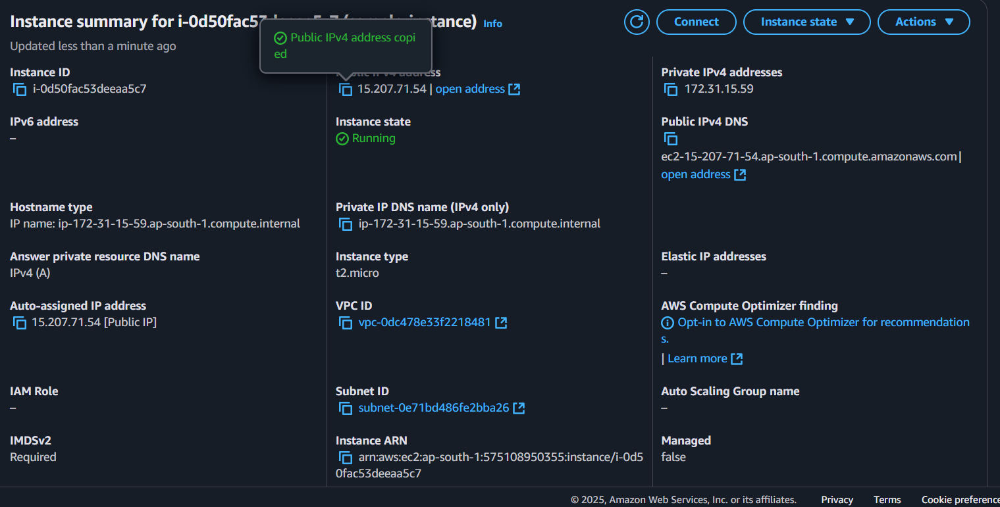 Instance summary for i-0d50fac5
tance) Info
Connect
Instance state
Actions
Updated less than a minute ago
Public IPv4 address copi
ed
Instance ID
i-0d50fac53deeaa5c7
15.207.71.54 | open address
Private IPv4 addresses
172.31.15.59
IPv6 address
–
Instance state
Running
Public IPv4 DNS
ec2-15-207-71-54.ap-south-1.compute.amazonaws.com |
open address
Hostname type
IP name: ip-172-31-15-59.ap-south-1.compute.internal
Private IP DNS name (IPv4 only)
ip-172-31-15-59.ap-south-1.compute.internal
Answer private resource DNS name
IPv4 (A)
Instance type
t2.micro
Elastic IP addresses
–
Auto-assigned IP address
15.207.71.54 [Public IP]
VPC ID
vpc-0dc478e33f2218481
AWS Compute Optimizer finding
Opt-in to AWS Compute Optimizer for recommendation
s.
| Learn more
IAM Role
–
Subnet ID
subnet-0e71bd486fe2bba26
Auto Scaling Group name
–
IMDSv2
Required
Instance ARN
arn:aws:ec2:ap-south-1:575108950355:instance/i-0d5
0fac53deeaa5c7
Managed
false
© 2025, Amazon Web Services, Inc. or its affiliates.
Privacy
Terms
Cookie preference